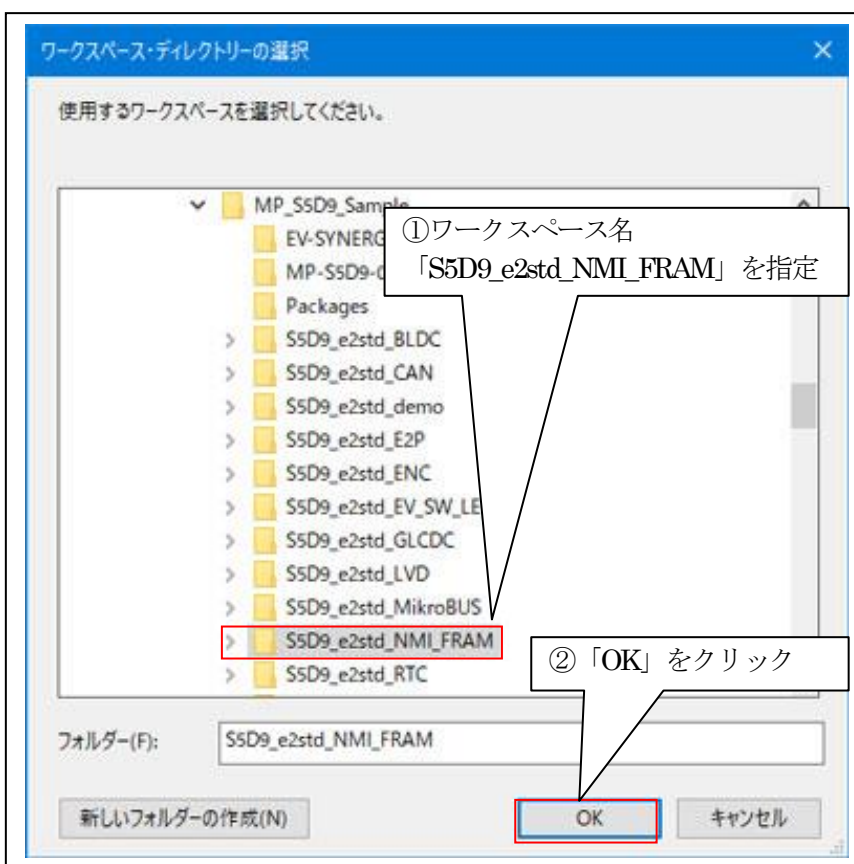 ワークスペース・ディレクトリーの選択
使用するワークスペースを選択してください。
MP_S5D9_Sample
EV-SYNERG
MP-S5D9-
Packages
S5D9_e2std_BLDC
S5D9_e2std_CAN
S5D9_e2std_demo
S5D9_e2std_E2P
S5D9_e2std_ENC
S5D9_e2std_EV_SW_LE
S5D9_e2std_GLCDC
S5D9_e2std_LVD
S5D9_e2std_MikroBUS
S5D9_e2std_NMI_FRAM
S5D9_e2std_RTC
①ワークスペース名
「S5D9_e2std_NMI_FRAM」を指定
②「OK」をクリック
フォルダー(F):
S5D9_e2std_NMI_FRAM
新しいフォルダーの作成(N)
OK
キャンセル